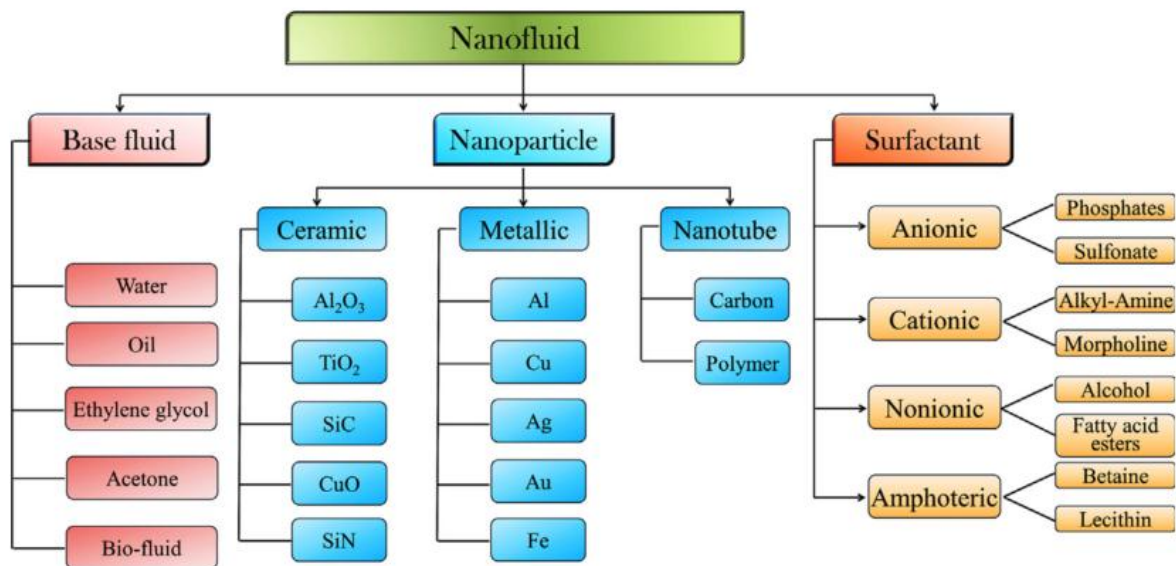 Nanofluid
Base fluid
Nanoparticle
Surfactant
Water
Oil
Ethylene glycol
Acetone
Bio-fluid
Ceramic
Al₂O₃
TiO₂
SiC
CuO
SiN
Metallic
Al
Cu
Ag
Au
Fe
Nanotube
Carbon
Polymer
Anionic
Phosphates
Sulfonate
Cationic
Alkyl-Amine
Morpholine
Nonionic
Alcohol
Fatty acid
esters
Amphoteric
Betaine
Lecithin